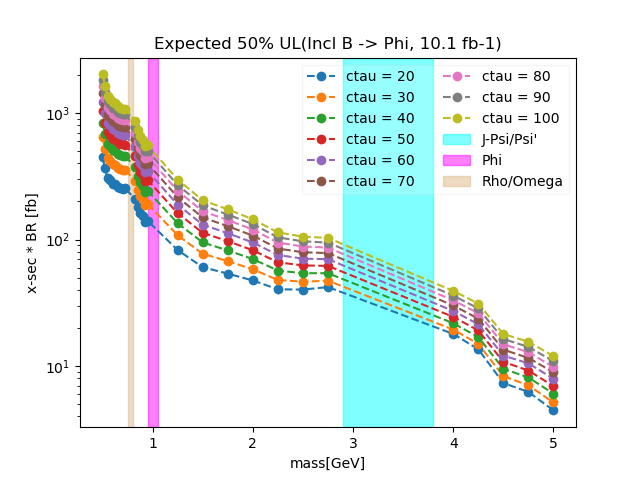 Expected 50% UL(Incl B -> Phi, 10.1 fb-1)
x-sec * BR [fb]
10³
10²
10¹
ctau = 20
ctau = 30
ctau = 40
ctau = 50
ctau = 60
ctau = 70
ctau = 80
ctau = 90
ctau = 100
J-Psi/Psi'
Phi
Rho/Omega
1 2 3 4 5
mass[GeV]